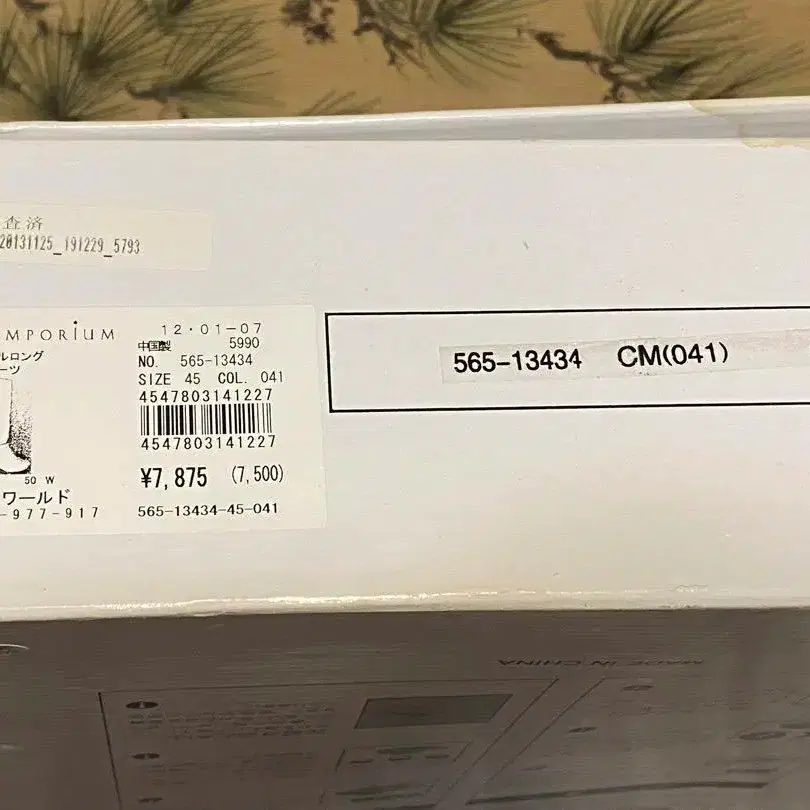 査済
20131125_191229_5793
MPORiUM
12・01-07
中国製 5990
ルロング
ーツ
NO. 565-13434
SIZE 45 COL. 041
4547803141227
4547803141227
¥7,875 (7,500)
50 W
ワールド
-977-917
565-13434-45-041
565-13434 CM(041)
MADE IN CHINA